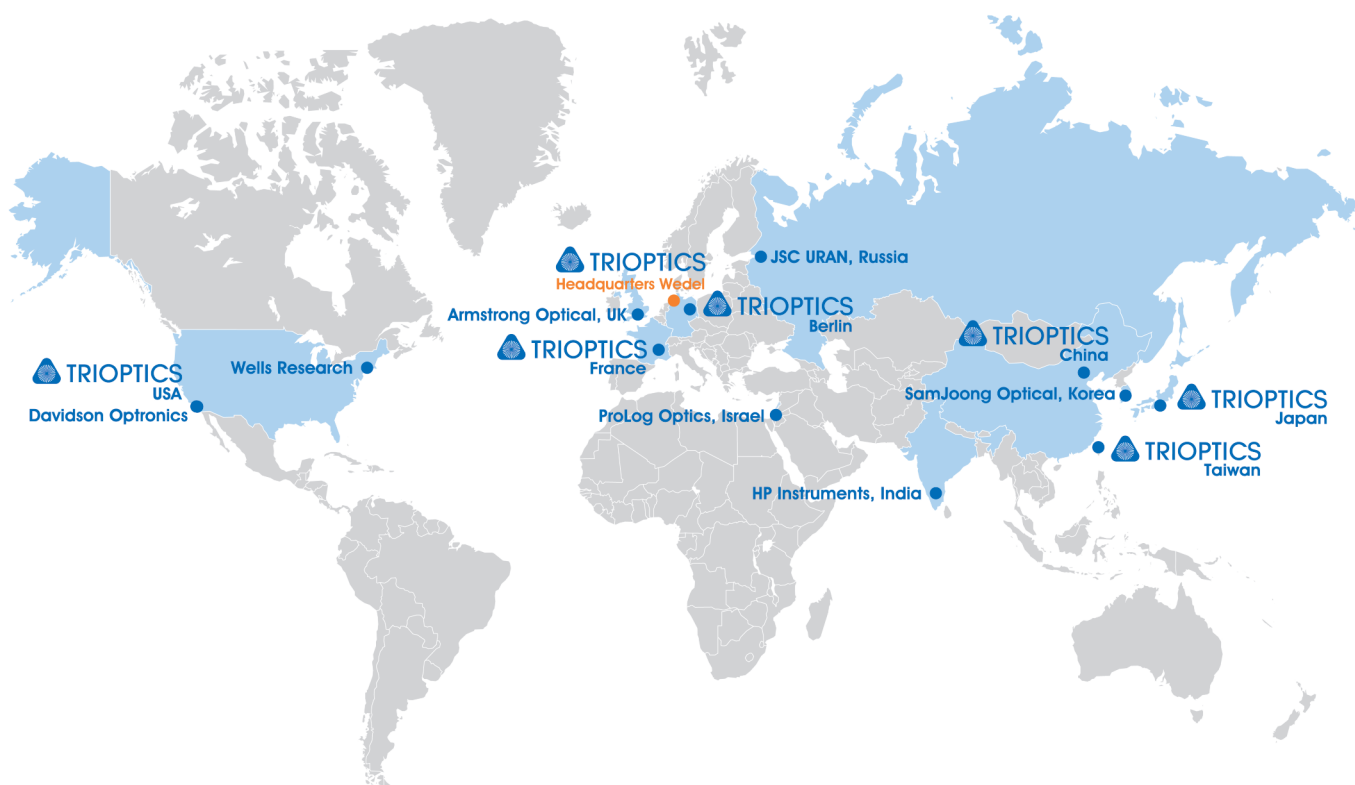 JSC URAN, Russia
TRIOPTICS
Headquarters Wedel
TRIOPTICS
Berlin
Armstrong Optical, UK
TRIOPTICS
France
TRIOPTICS
China
Wells Research
TRIOPTICS
USA
Davidson Optronics
SamJoong Optical, Korea
TRIOPTICS
Japan
ProLog Optics, Israel
TRIOPTICS
Taiwan
HP Instruments, India